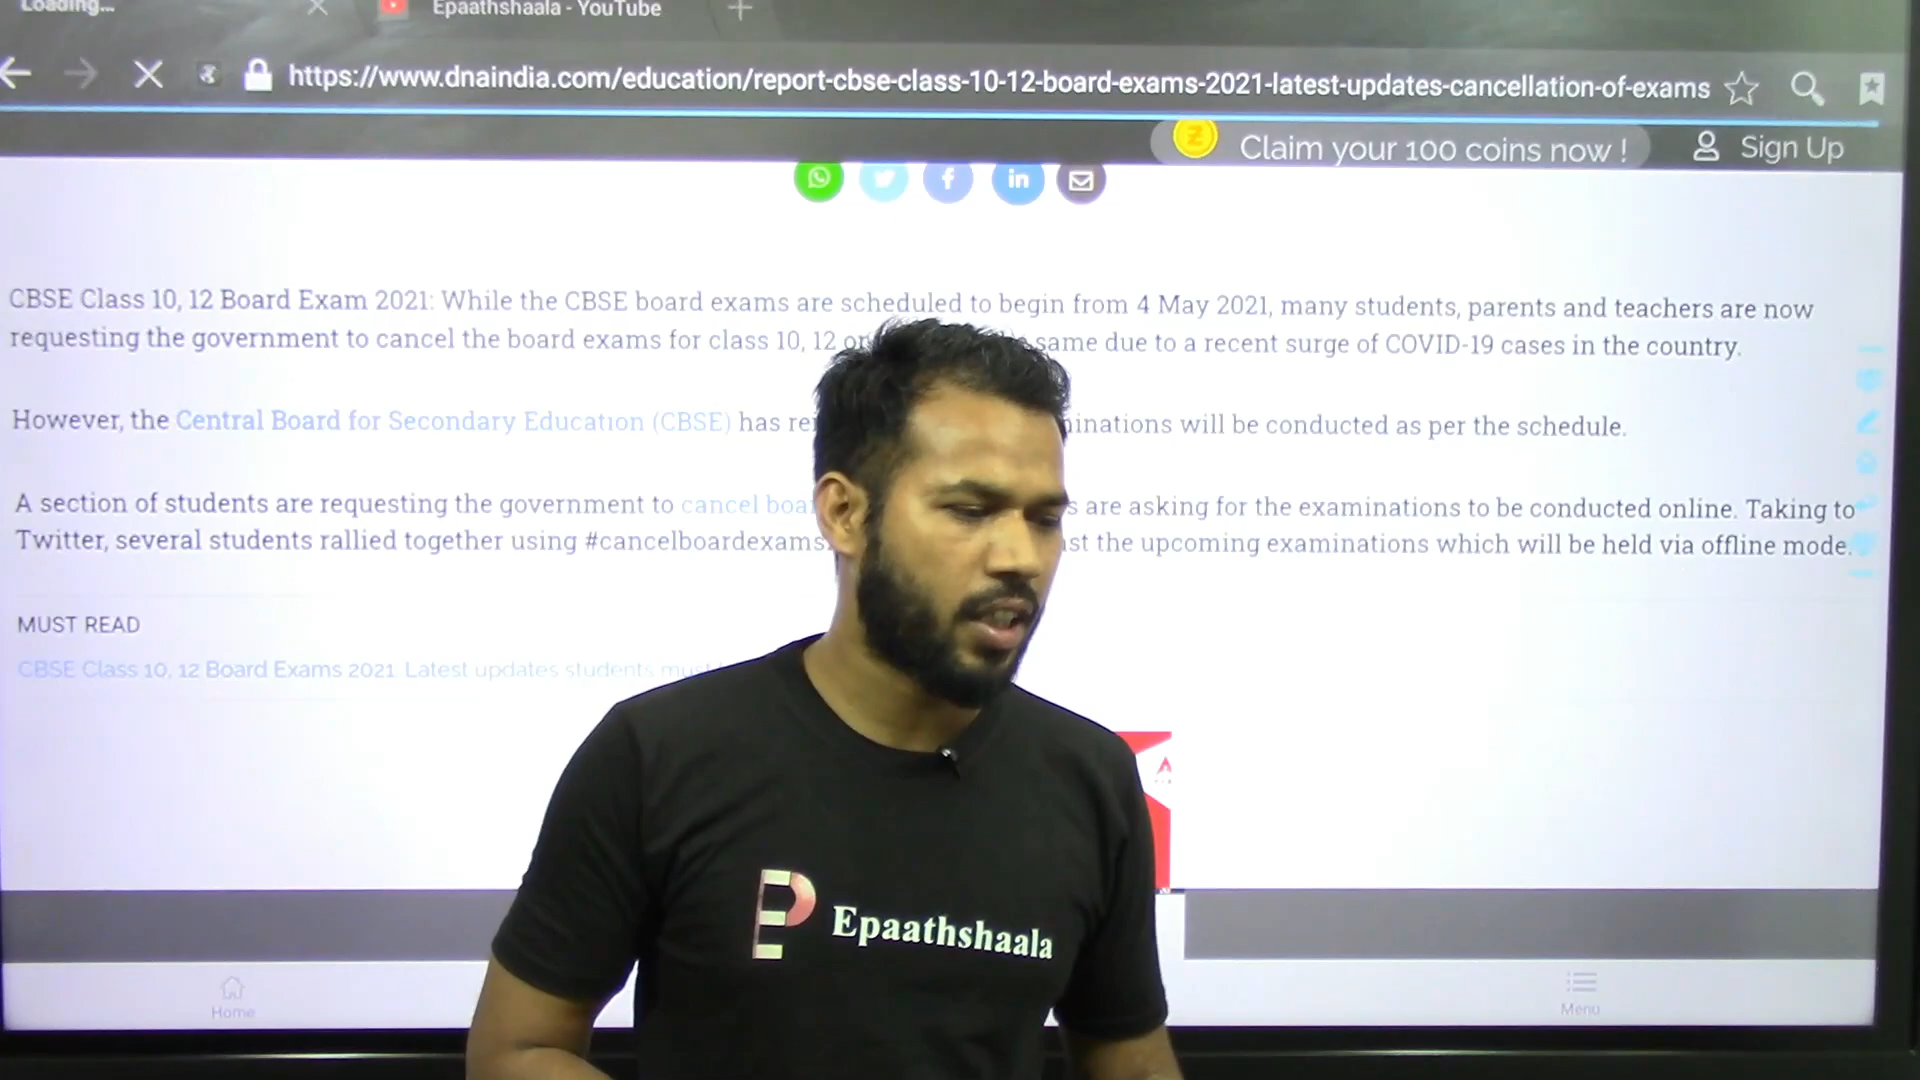 Loading...
Epaathshaala - YouTube
https://www.dnaindia.com/education/report-cbse-class-10-12-board-exams-2021-latest-updates-cancellation-of-exams
Claim your 100 coins now !
Sign Up
CBSE Class 10, 12 Board Exam 2021: While the CBSE board exams are scheduled to begin from 4 May 2021, many students, parents and teachers are now
requesting the government to cancel the board exams for class 10, 12 same due to a recent surge of COVID-19 cases in the country.
However, the Central Board for Secondary Education (CBSE) has will be conducted as per the schedule.
A section of students are requesting the government to cancel are asking for the examinations to be conducted online. Taking to
Twitter, several students rallied together using #cancelboardexams the upcoming examinations which will be held via offline mode.
MUST READ
CBSE Class 10, 12 Board Exams 2021 Latest updates students must
EP Epaathshaala
Home
Menu